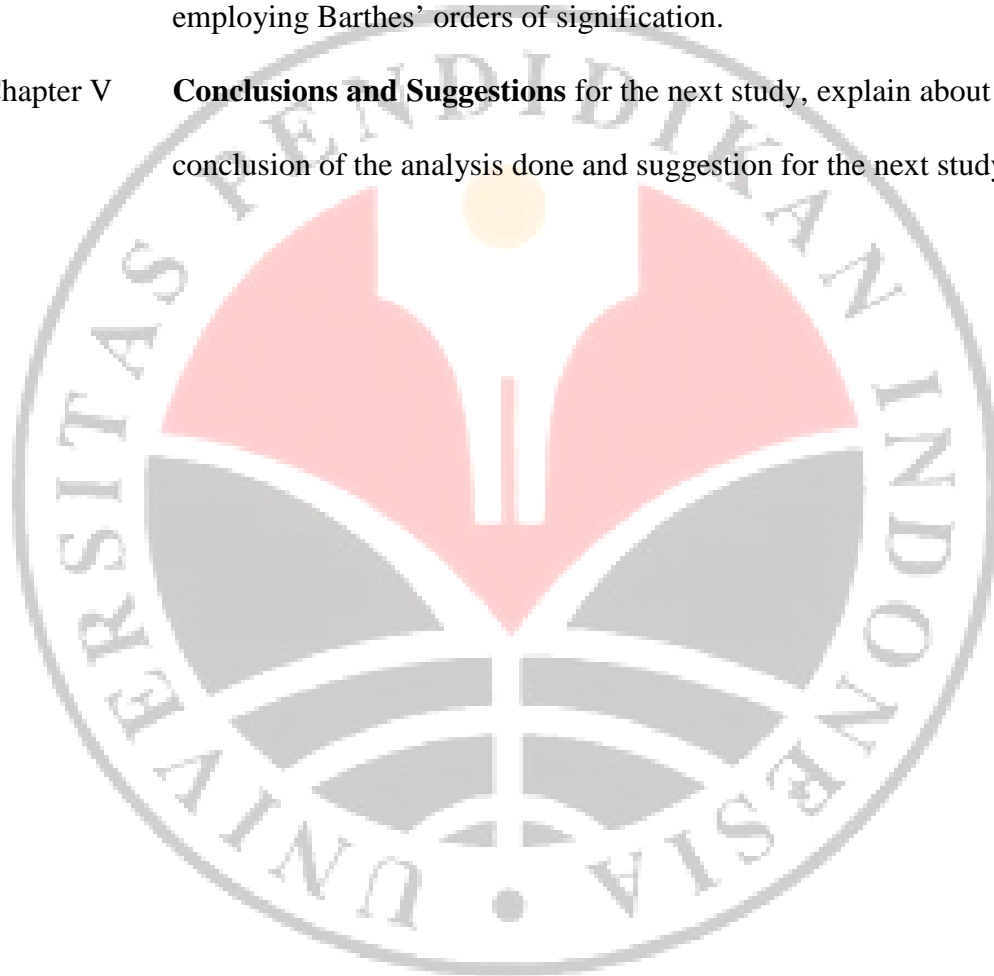 employing Barthes’ orders of signification.
hapter V Conclusions and Suggestions for the next study, explain about
conclusion of the analysis done and suggestion for the next study
UNIVERSITAS PENDIDIKAN INDONESIA